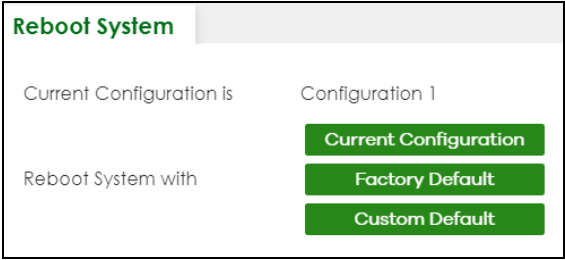 Reboot System
Current Configuration is Configuration 1
Current Configuration
Reboot System with Factory Default
Custom Default